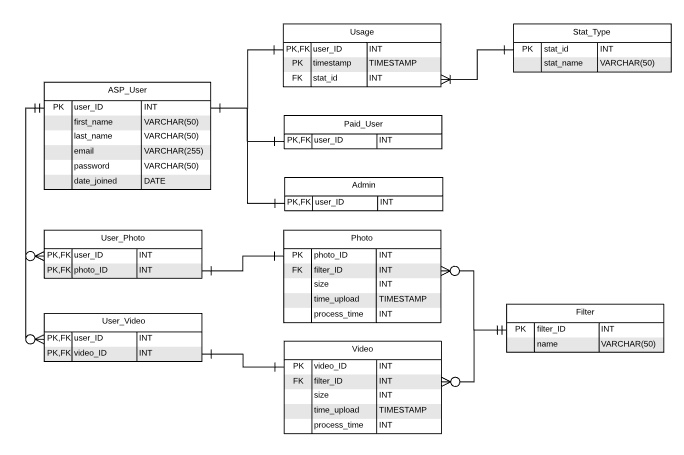 Usage
PK,FK user_ID INT
PK timestamp TIMESTAMP
FK stat_id INT
Stat_Type
PK stat_id INT
stat_name VARCHAR(50)
ASP_User
PK user_ID INT
first_name VARCHAR(50)
last_name VARCHAR(50)
email VARCHAR(255)
password VARCHAR(50)
date_joined DATE
Paid_User
PK,FK user_ID INT
Admin
PK,FK user_ID INT
User_Photo
PK,FK user_ID INT
PK,FK photo_ID INT
Photo
PK photo_ID INT
FK filter_ID INT
size INT
time_upload TIMESTAMP
process_time INT
User_Video
PK,FK user_ID INT
PK,FK video_ID INT
Video
PK video_ID INT
FK filter_ID INT
size INT
time_upload TIMESTAMP
process_time INT
Filter
PK filter_ID INT
name VARCHAR(50)